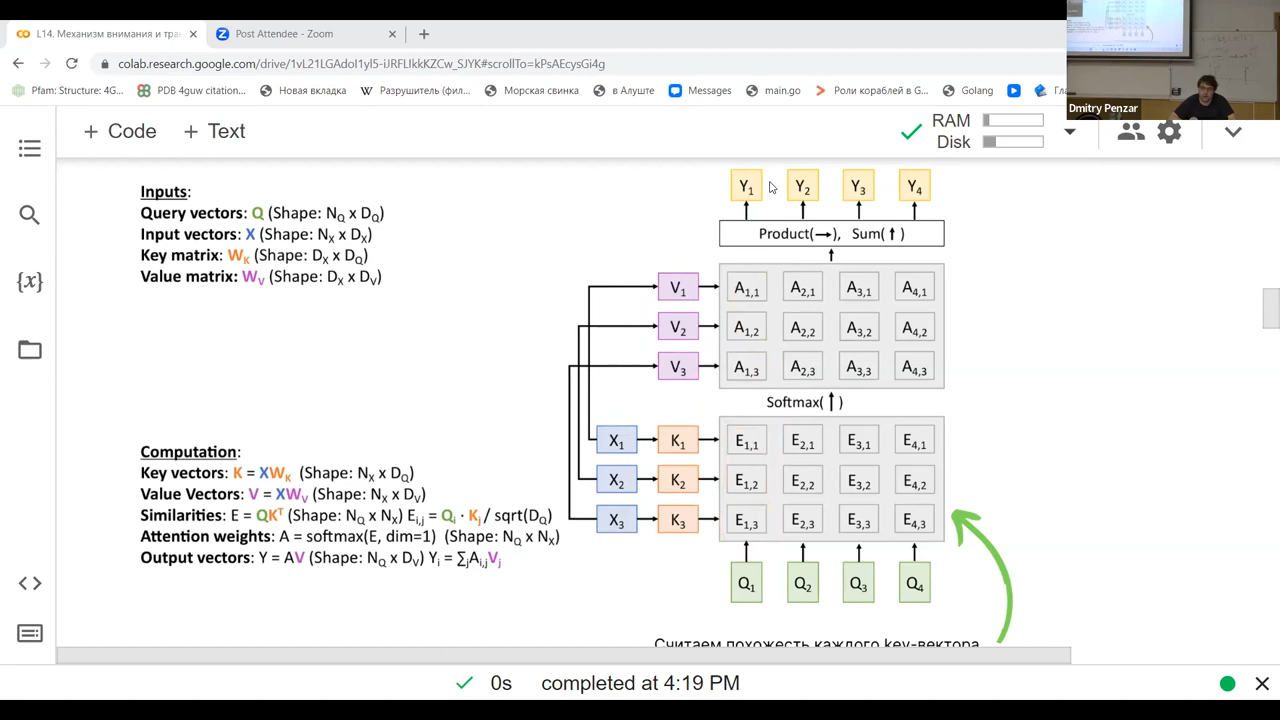 L14. Механизм внимания и тран
Post Attendee - Zoom
colab.research.google.com/drive/
Pfam: Structure: 4G...
PDB 4guw citation...
Новая вкладка
Разрушитель (фил...
Морская свинка
в Алуште
Messages
main.go
Роли кораблей в G...
Golang
Dmitry Penzar
+ Code + Text
RAM
Disk
Inputs:
Query vectors: Q (Shape: NQ x DQ)
Input vectors: X (Shape: NX x DX)
Key matrix: WK (Shape: DX x DQ)
Value matrix: WV (Shape: DX x DV)
Computation:
Key vectors: K = XWK (Shape: NX x DQ)
Value Vectors: V = XWV (Shape: NX x DV)
Similarities: E = QKT (Shape: NQ x NX) Ei,j = Qi · Kj / sqrt(DQ)
Attention weights: A = softmax(E, dim=1) (Shape: NQ x NX)
Output vectors: Y = AV (Shape: NQ x DV) Yi = ∑jAi,jVj
Y1 Y2 Y3 Y4
Product(→), Sum(↑)
V1 A1,1 A2,1 A3,1 A4,1
V2 A1,2 A2,2 A3,2 A4,2
V3 A1,3 A2,3 A3,3 A4,3
Softmax(↑)
X1 K1 E1,1 E2,1 E3,1 E4,1
X2 K2 E1,2 E2,2 E3,2 E4,2
X3 K3 E1,3 E2,3 E3,3 E4,3
Q1 Q2 Q3 Q4
Считаем похожесть каждого key-вектора
0s completed at 4:19 PM